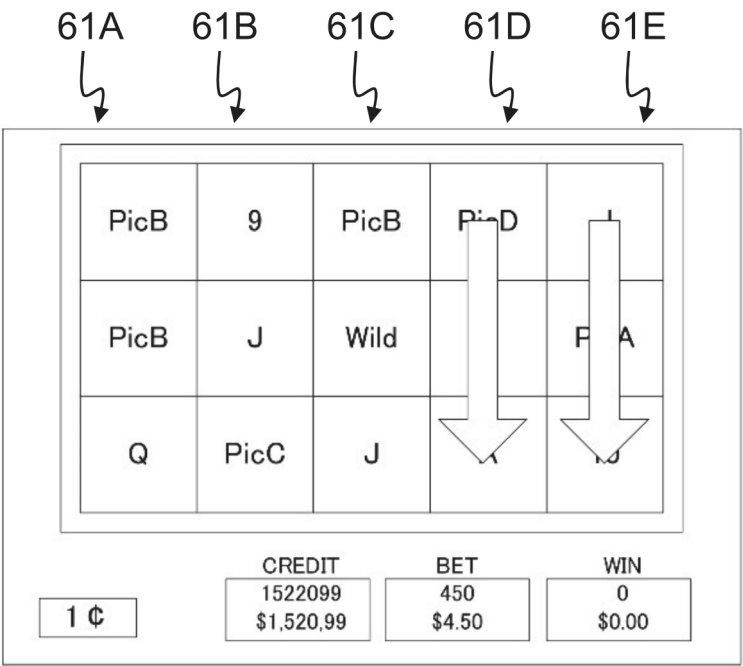 61A 61B 61C 61D 61E
PicB 9 PicB PicD
PicB J Wild
Q PicC J
CREDIT BET WIN
1522099 450 0
1 ¢ $1,520,99 $4.50 $0.00